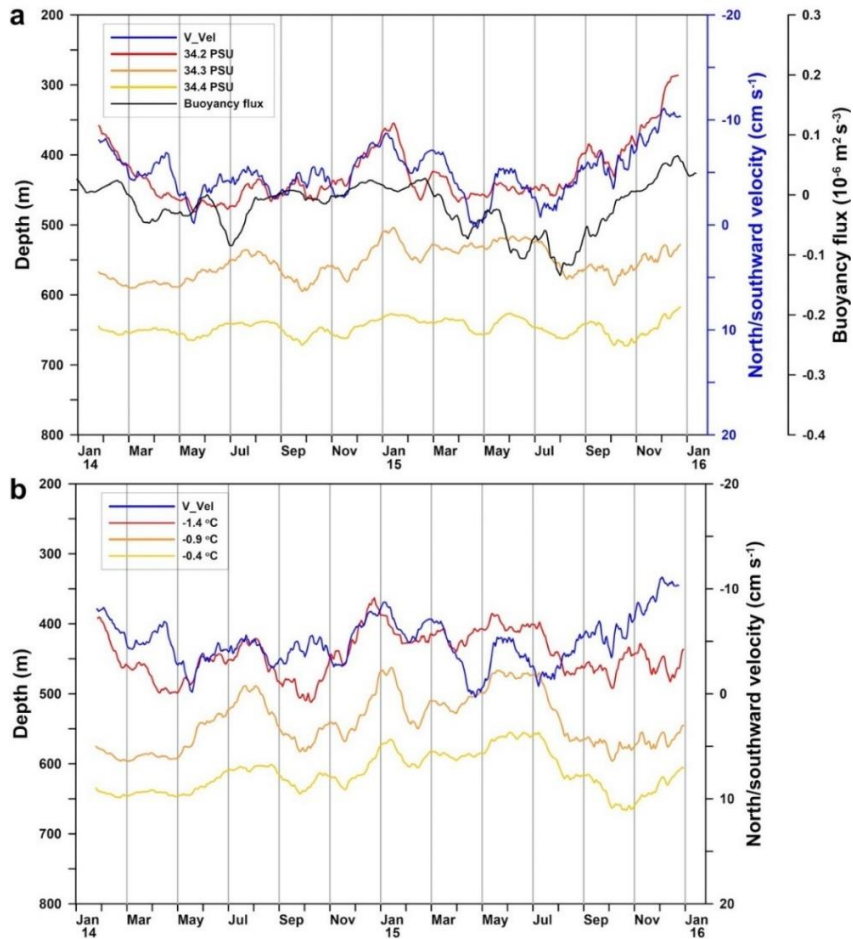 a
200
300
400
500
600
700
800
Depth (m)
V_Vel
34.2 PSU
34.3 PSU
34.4 PSU
Buoyancy flux
-20
-10
0
10
20
North/southward velocity (cm s⁻¹)
0.3
0.2
0.1
0
-0.1
-0.2
-0.3
-0.4
Buoyancy flux (10⁻⁶ m² s⁻³)
Jan Mar May Jul Sep Nov Jan Mar May Jul Sep Nov Jan
14 15 16
b
200
300
400
500
600
700
800
Depth (m)
V_Vel
-1.4 °C
-0.9 °C
-0.4 °C
-20
-10
0
10
20
North/southward velocity (cm s⁻¹)
Jan Mar May Jul Sep Nov Jan Mar May Jul Sep Nov Jan
14 15 16